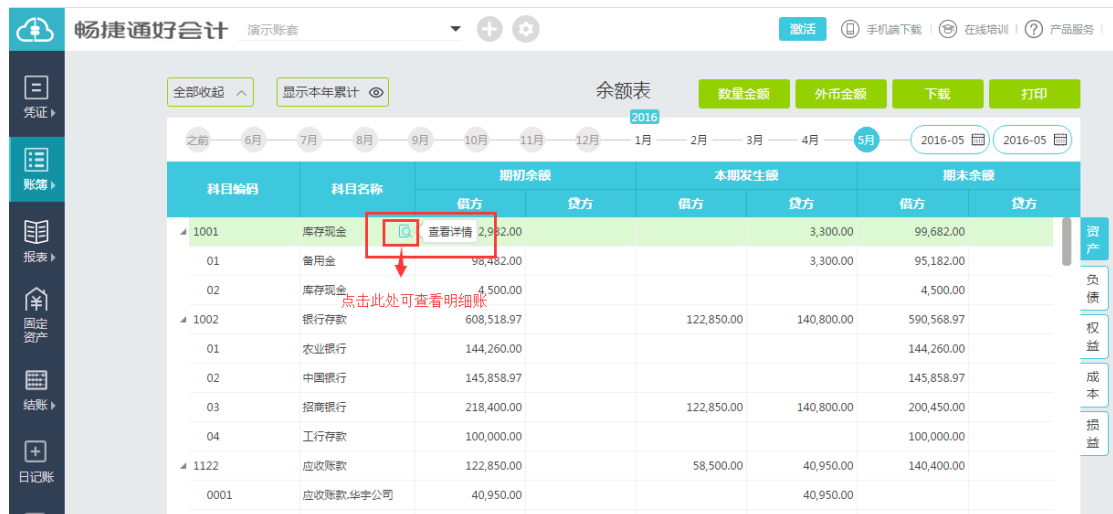 畅捷通好会计 演示账套 激活 手机端下载 在线培训 产品服务
全部收起 显示本年累计 余额表 数量金额 外币金额 下载 打印
2016
之前 6月 7月 8月 9月 10月 11月 12月 1月 2月 3月 4月 5月 2016-05 2016-05
凭证
账簿
报表
固定
资产
结账
日记账
科目编码 科目名称 期初余额 本期发生额 期末余额
借方 贷方 借方 贷方 借方 贷方
1001 库存现金 查看详情 2,982.00 3,300.00 99,682.00
01 备用金 98,482.00 3,300.00 95,182.00
02 库存现金 4,500.00 4,500.00
点击此处可查看明细账
1002 银行存款 608,518.97 122,850.00 140,800.00 590,568.97
01 农业银行 144,260.00 144,260.00
02 中国银行 145,858.97 145,858.97
03 招商银行 218,400.00 122,850.00 140,800.00 200,450.00
04 工行存款 100,000.00 100,000.00
1122 应收账款 122,850.00 58,500.00 40,950.00 140,400.00
0001 应收账款.华宇公司 40,950.00 40,950.00
资产
负债
权益
成本
损益